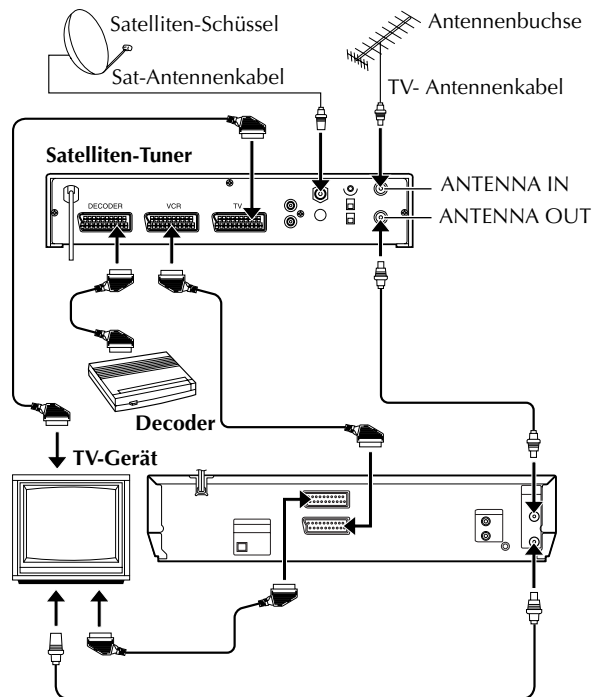 Satelliten-Schüssel
Antennenbuchse
Sat-Antennenkabel
TV- Antennenkabel
Satelliten-Tuner
DECODER
VCR
TV
ANTENNA IN
ANTENNA OUT
Decoder
TV-Gerät